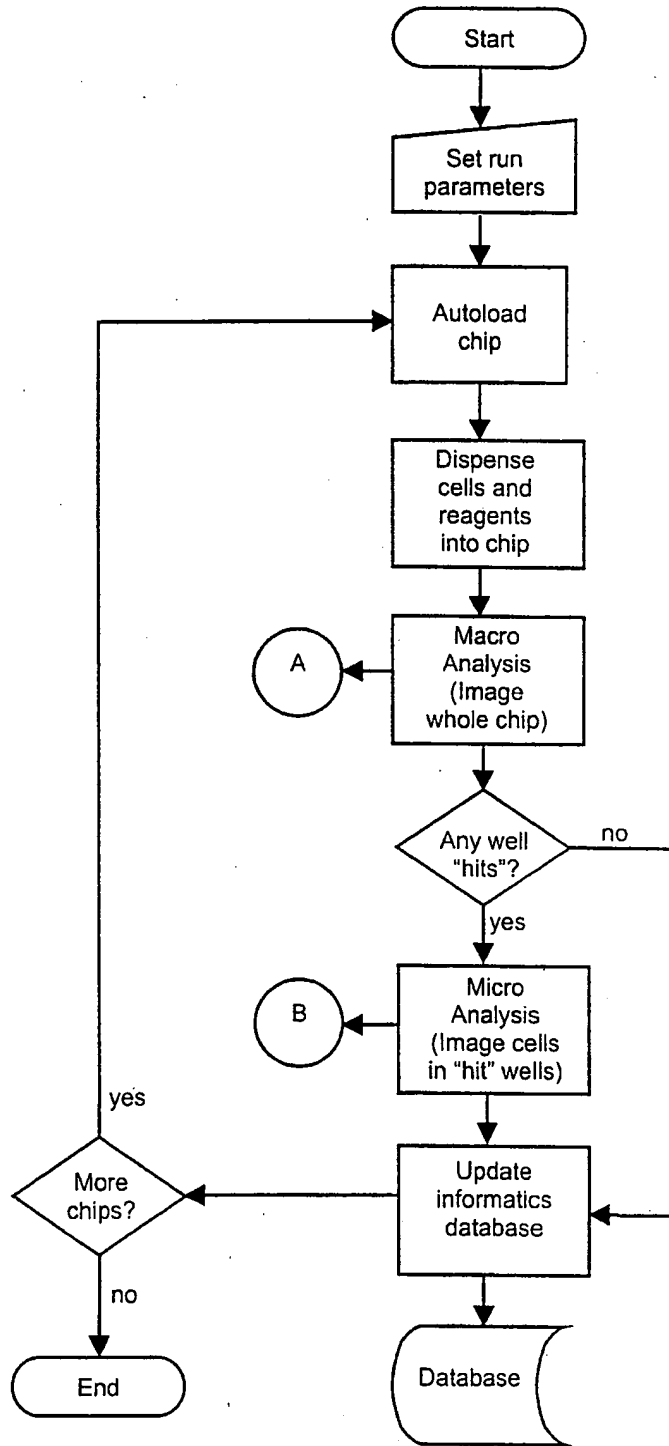 Start
Set run
parameters
Autoload
chip
Dispense
cells and
reagents
into chip
Macro
Analysis
(Image
whole chip)
A
Any well
"hits"?
no
yes
Micro
Analysis
(Image cells
in "hit" wells)
B
Update
informatics
database
yes
More
chips?
no
End
Database